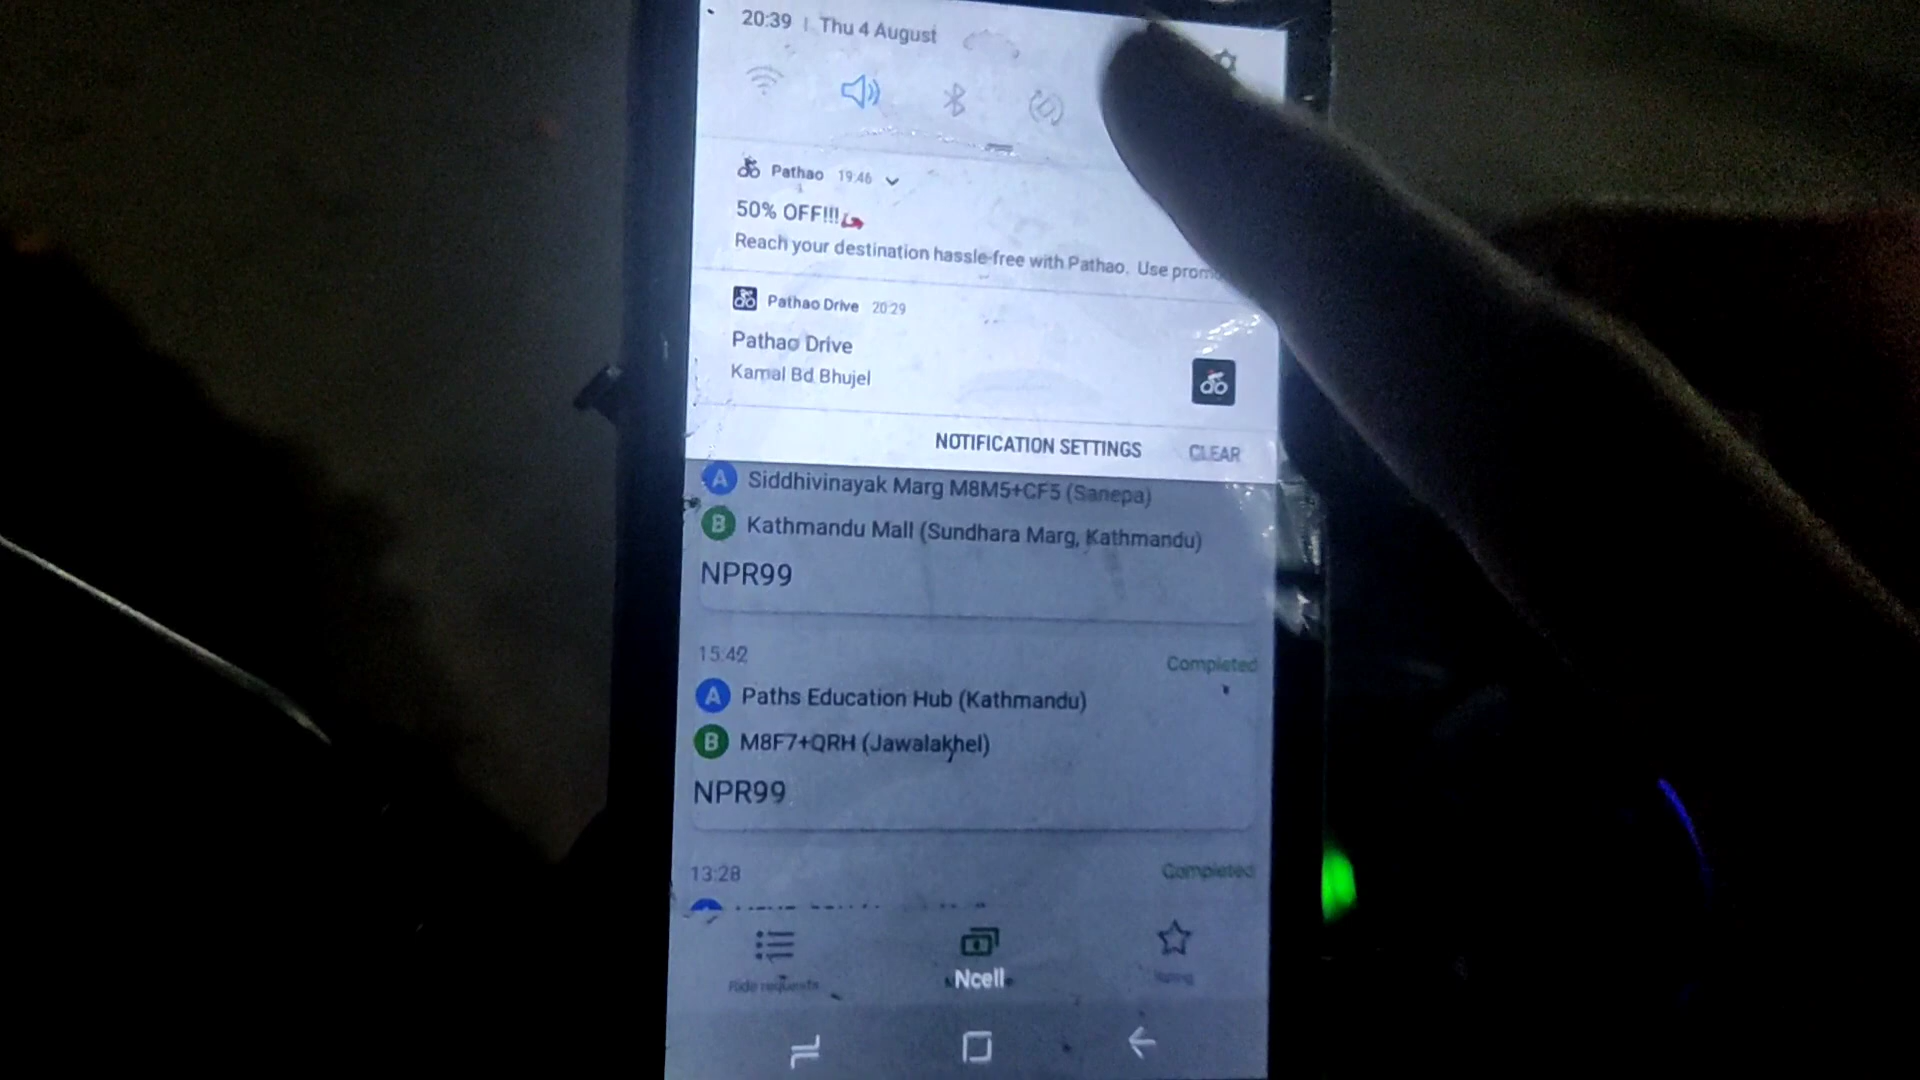 20:39 | Thu 4 August
Pathao 19:46
50% OFF!!!
Reach your destination hassle-free with Pathao. Use
Pathao Drive 20:29
Pathao Drive
Kamal Bd Bhujel
NOTIFICATION SETTINGS CLEAR
A Siddhivinayak Marg M8M5+CF5 (Sanepa)
B Kathmandu Mall (Sundhara Marg, Kathmandu)
NPR99
15:42 Completed
A Paths Education Hub (Kathmandu)
B M8F7+QRH (Jawalakhel)
NPR99
13:28 Completed
Ride requests Ncell